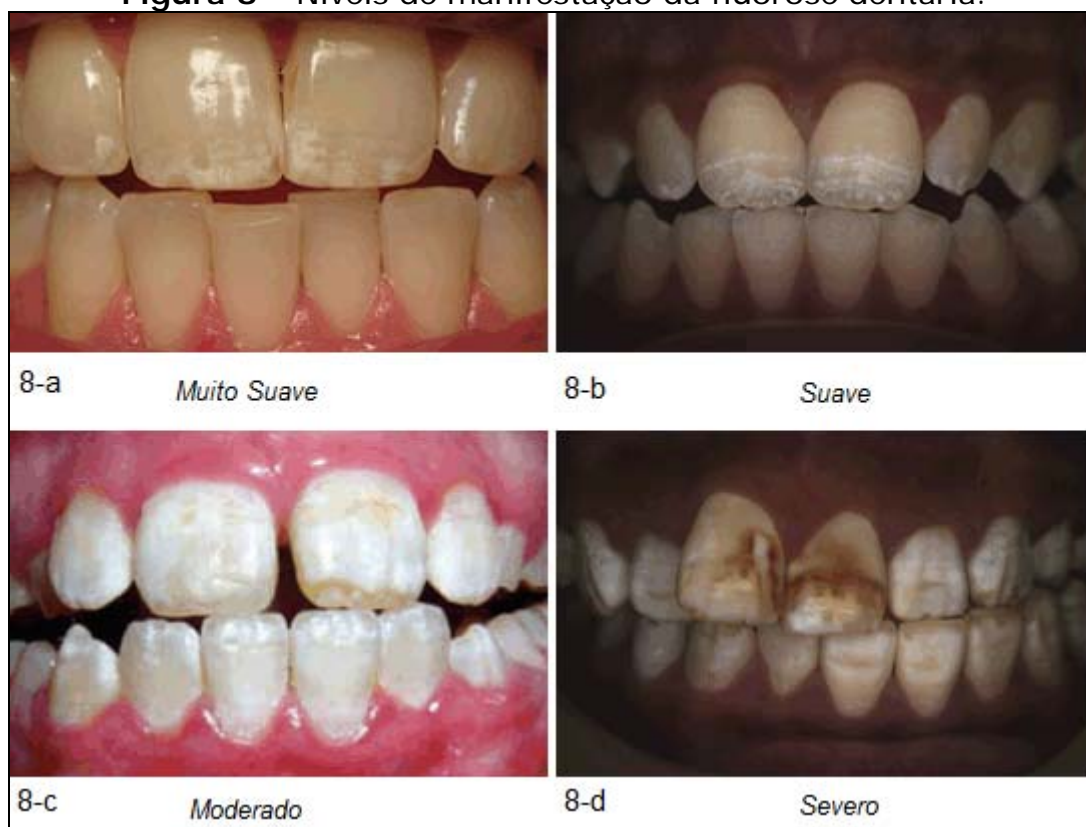 Figura 8 – Níveis de manifestação da fluorose dentária.
8-a Muito Suave
8-b Suave
8-c Moderado
8-d Severo